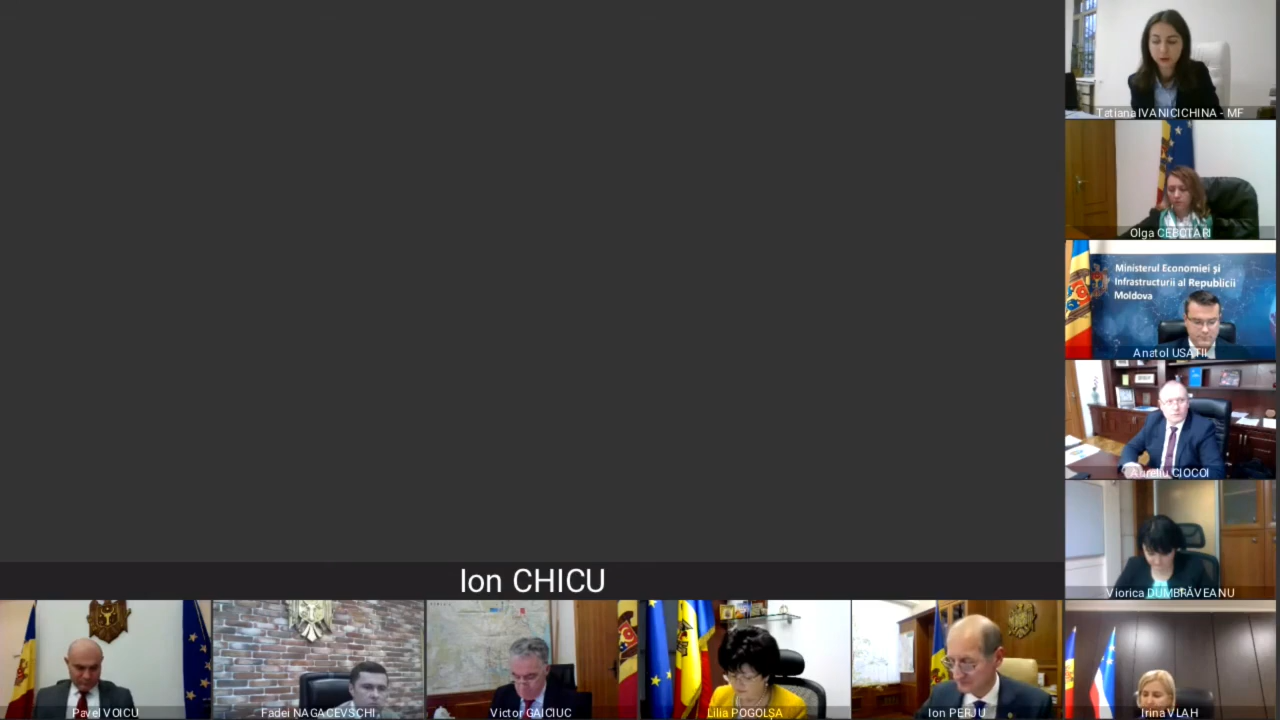 Tatiana IVANICICHINA - MF
Olga CEBOTARI
Ministerul Economiei și
Infrastructurii al Republicii
Moldova
Anatol USATÎI
Aureliu CIOCOI
Viorica DUMBRĂVEANU
Ion CHICU
Pavel VOICU
Fadei NAGACEVSCHI
Victor GAICIUC
Lilia POGOLȘA
Ion PERJU
Irina VLAH